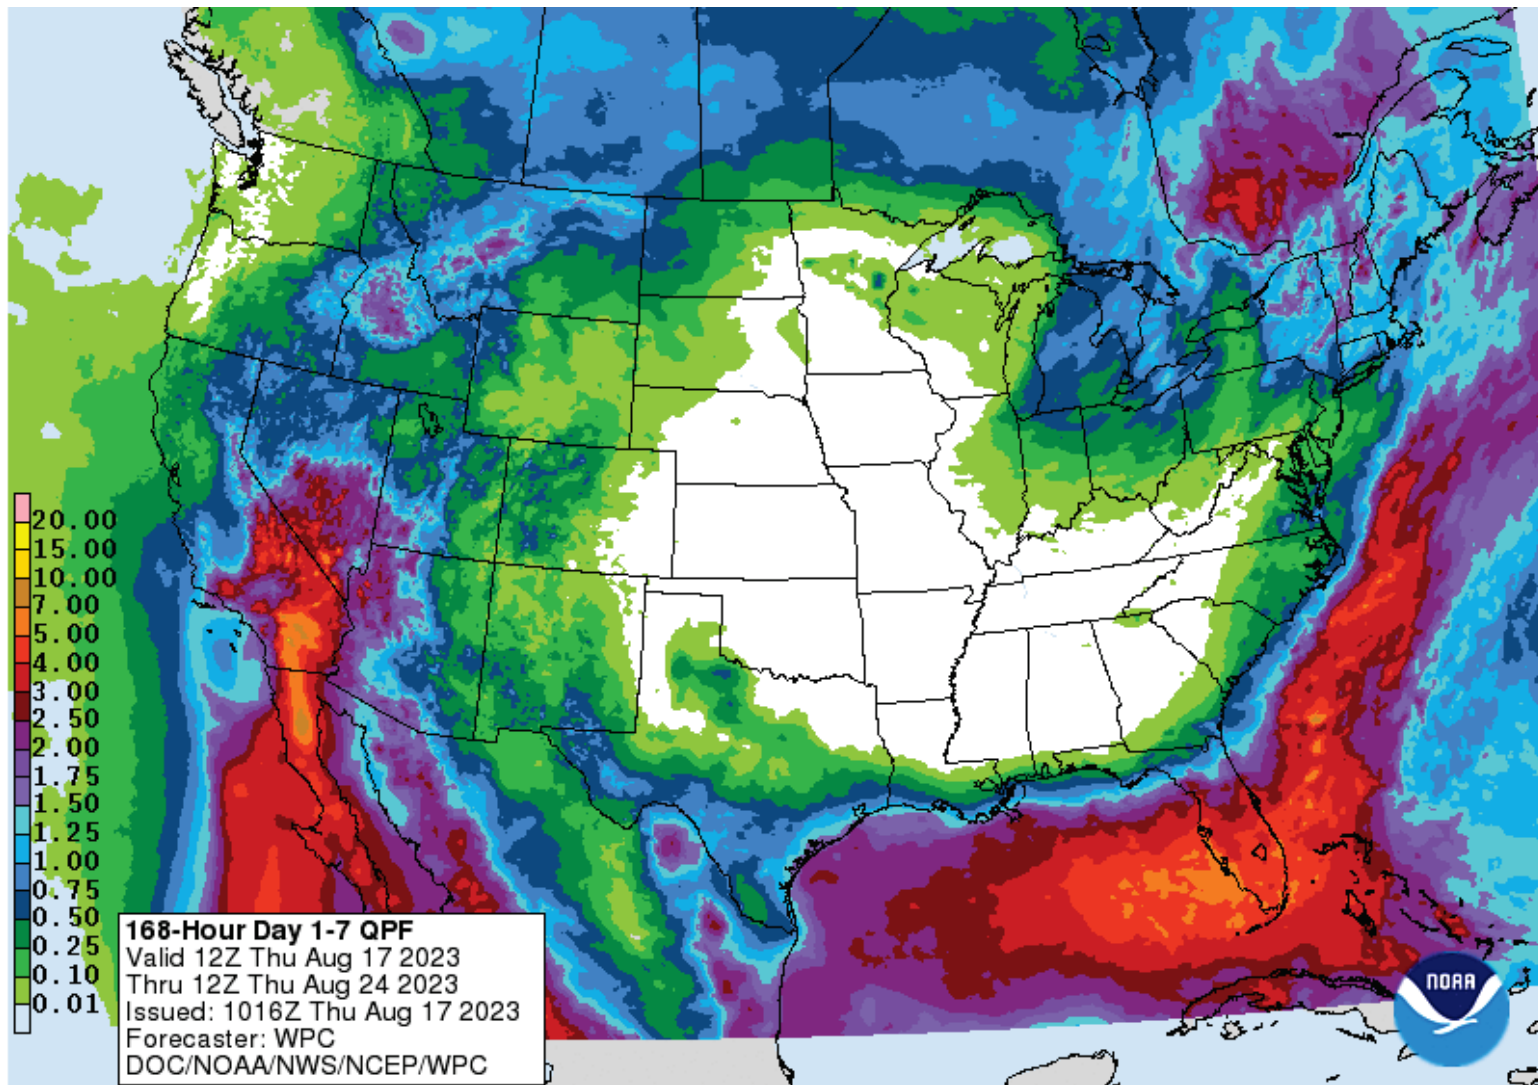 20.00
15.00
10.00
7.00
5.00
4.00
3.00
2.50
2.00
1.75
1.50
1.25
1.00
0.75
0.50
0.25
0.10
0.01
168-Hour Day 1-7 QPF
Valid 12Z Thu Aug 17 2023
Thru 12Z Thu Aug 24 2023
Issued: 1016Z Thu Aug 17 2023
Forecaster: WPC
DOC/NOAA/NWS/NCEP/WPC
NOAA